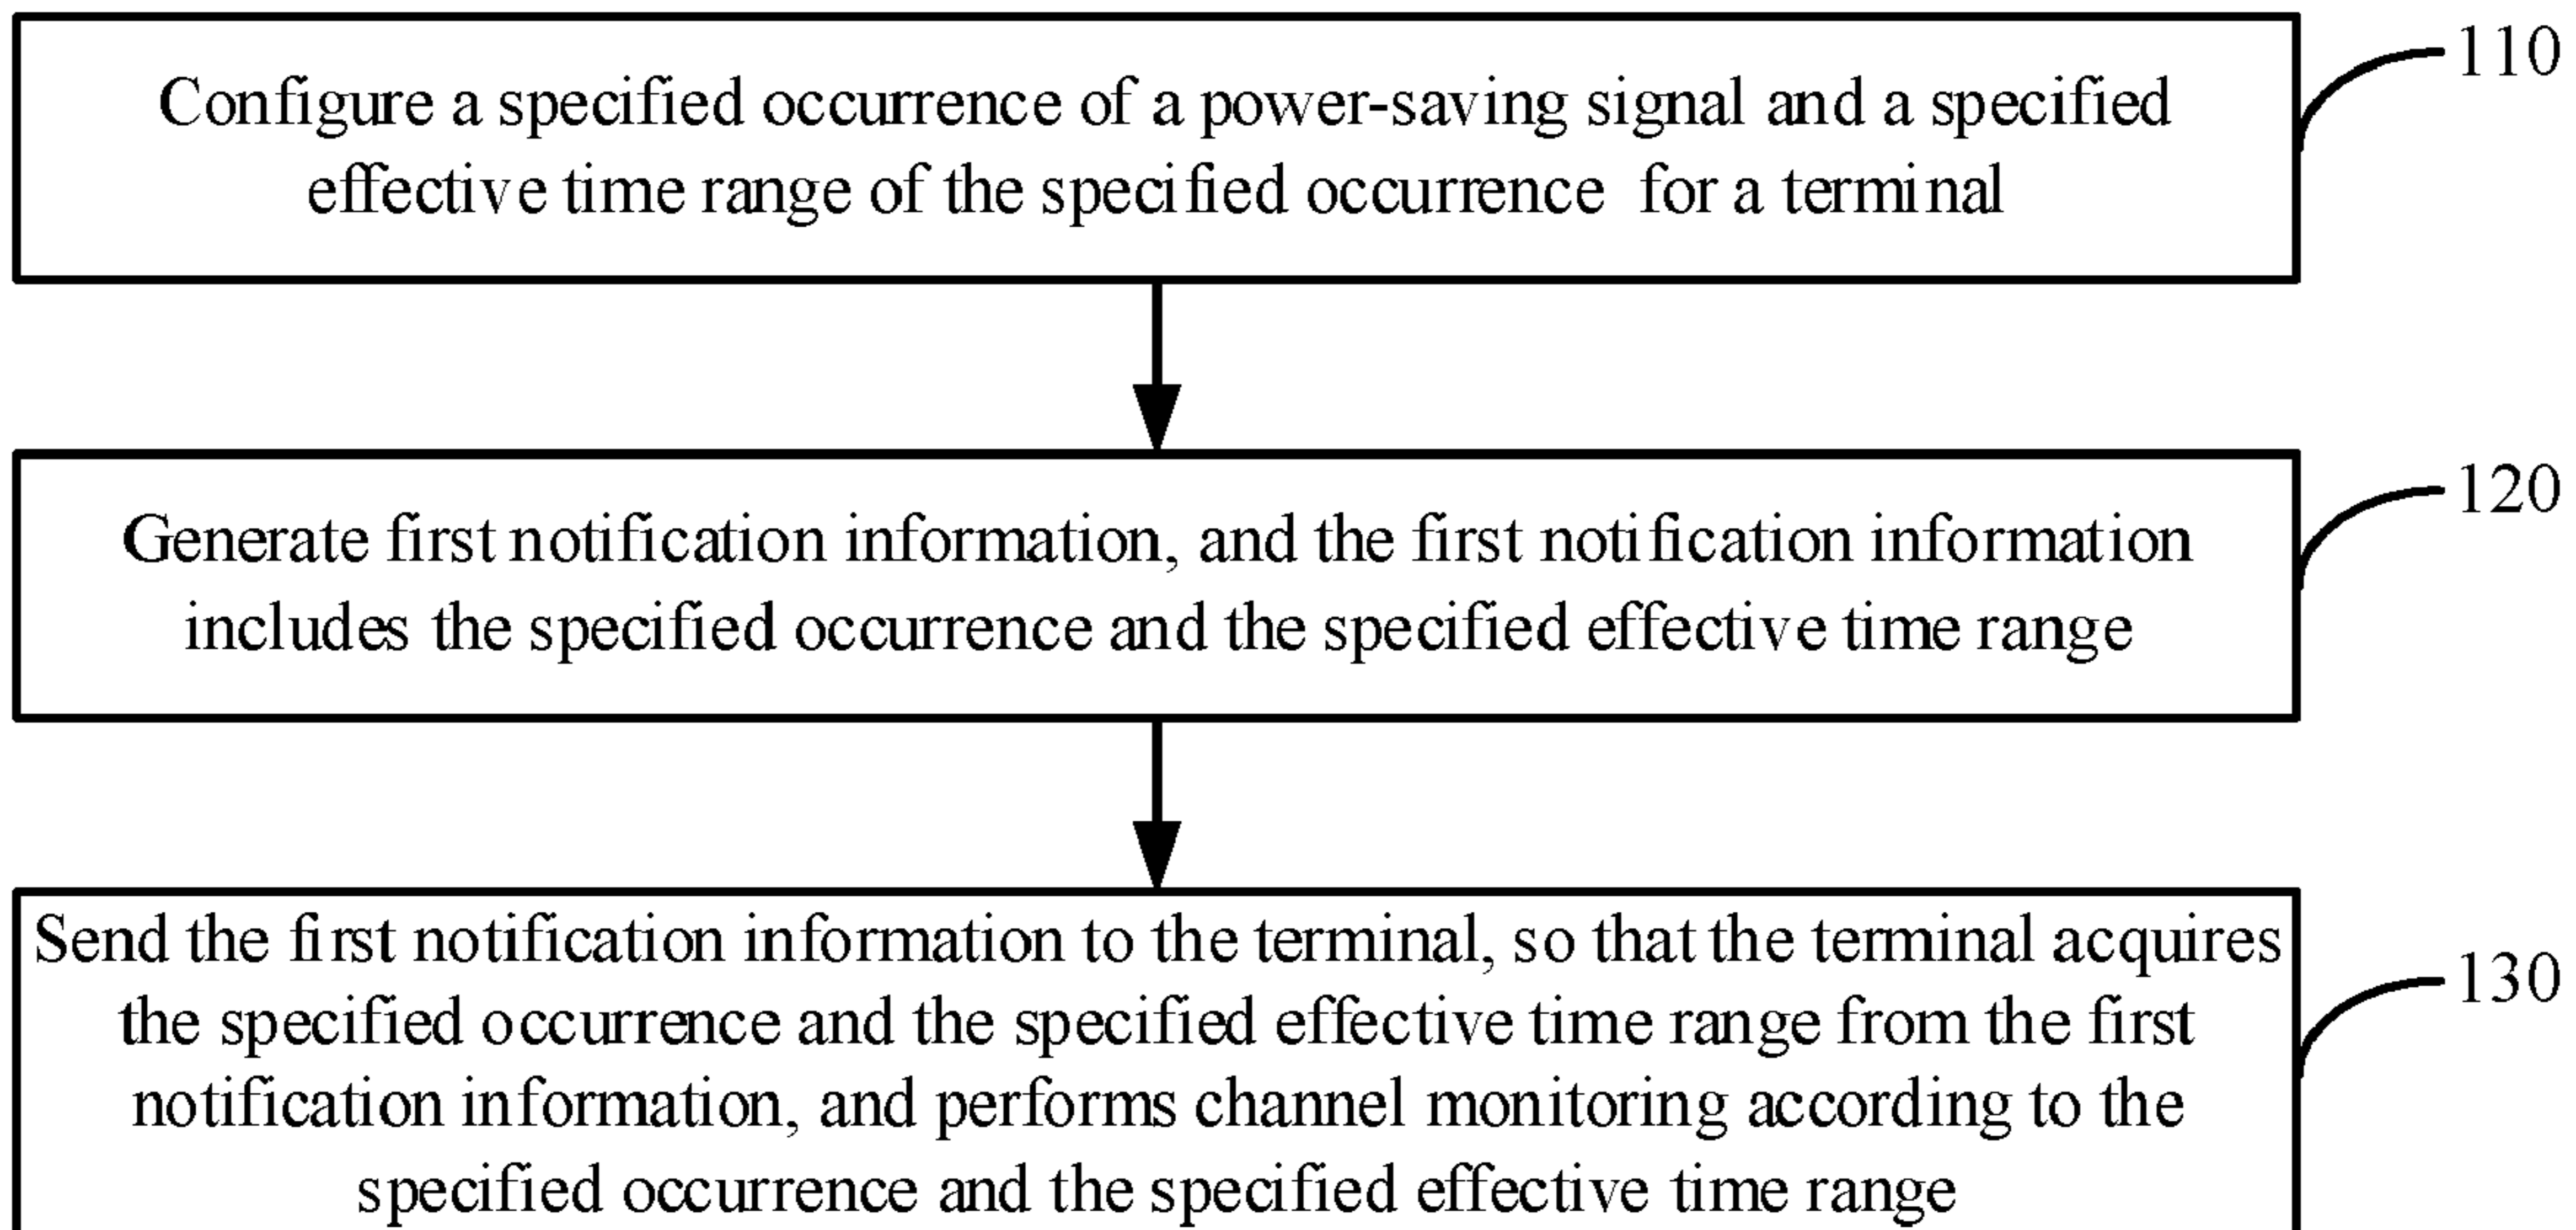 Configure a specified occurrence of a power-saving signal and a specified
effective time range of the specified occurrence for a terminal
110
Generate first notification information, and the first notification information
includes the specified occurrence and the specified effective time range
120
Send the first notification information to the terminal, so that the terminal acquires
the specified occurrence and the specified effective time range from the first
notification information, and performs channel monitoring according to the
specified occurrence and the specified effective time range
130